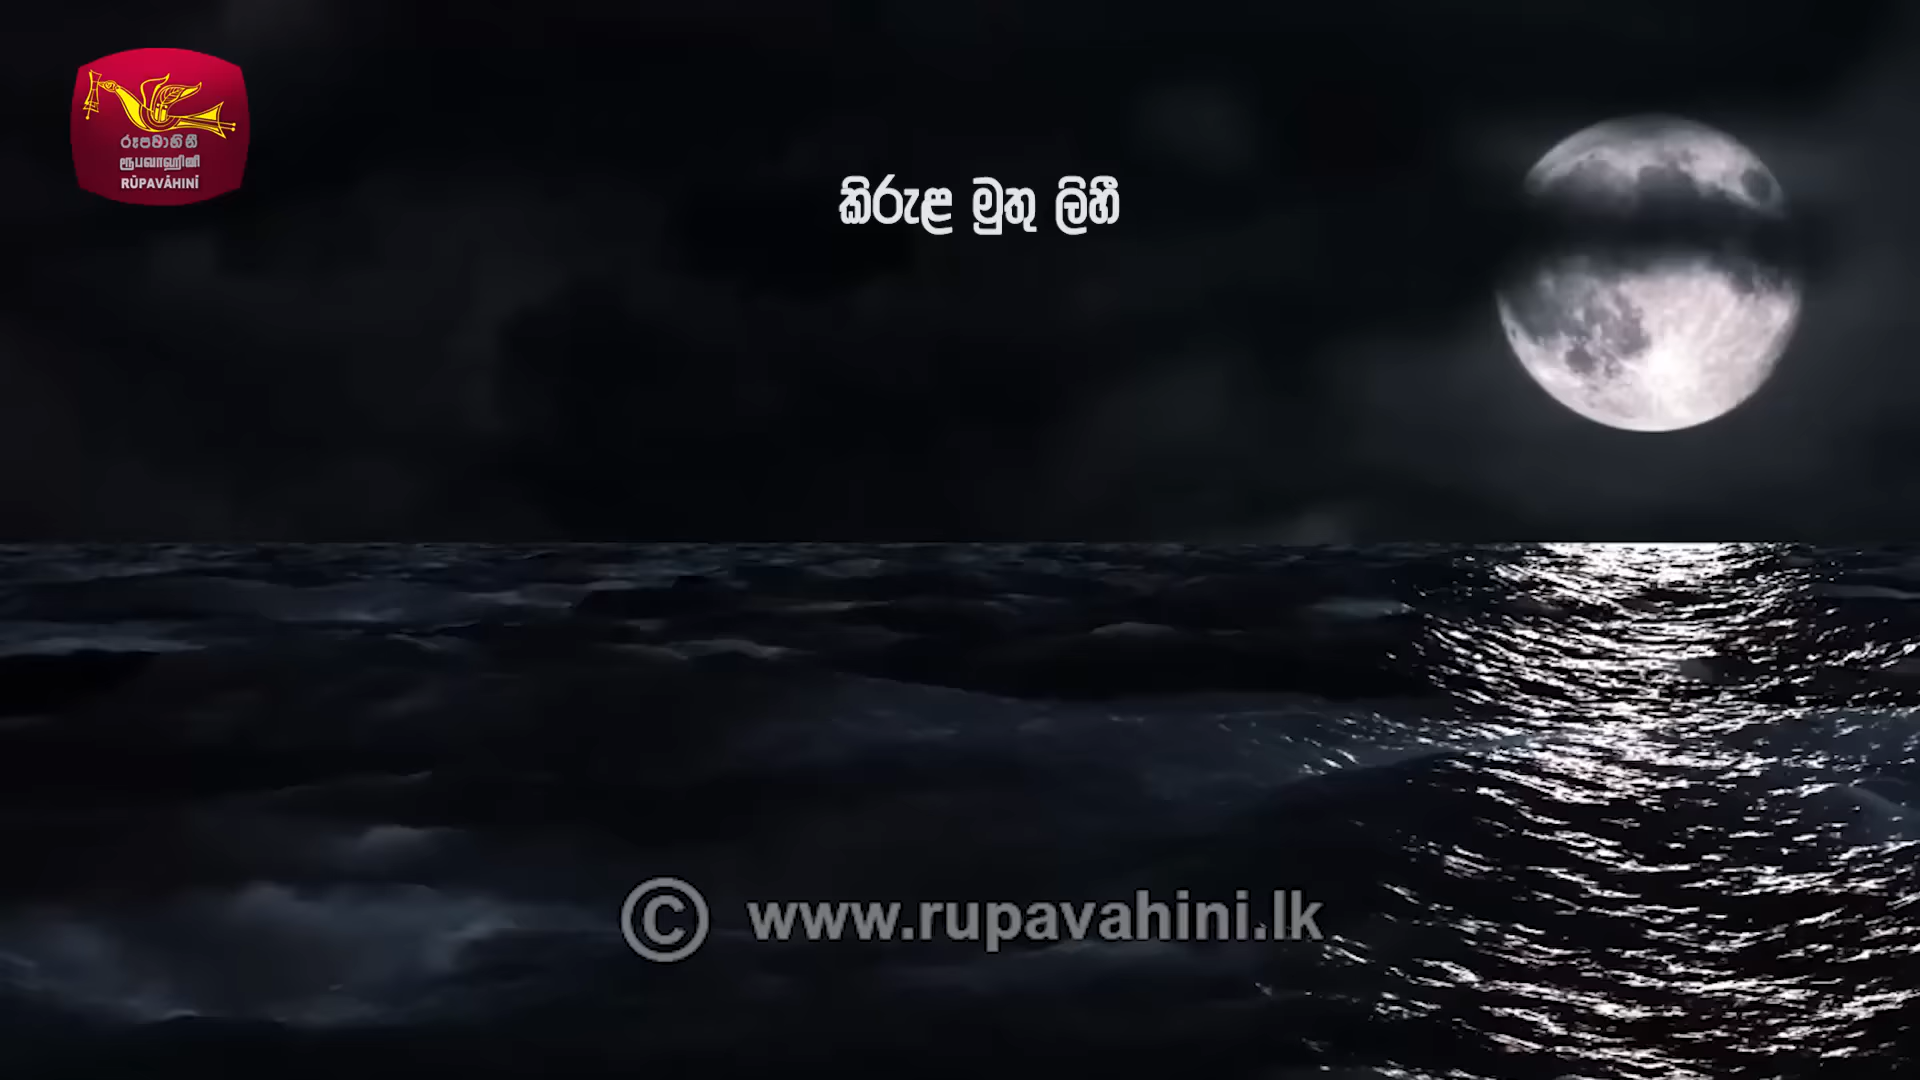 රූපවාහිනී
ரூபவாஹினி
RŪPAVĀHINĪ
කිරුළ මුතු ලිහී
© www.rupavahini.lk